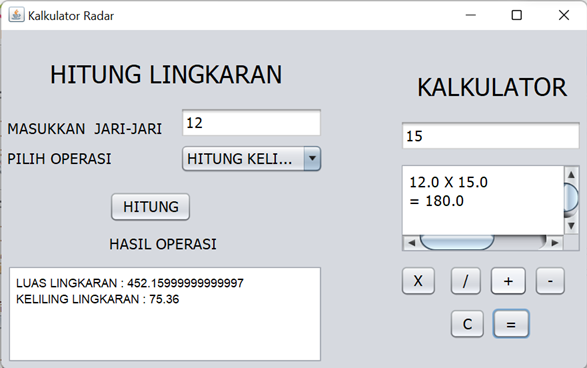 Kalkulator Radar
HITUNG LINGKARAN
MASUKKAN JARI-JARI
12
PILIH OPERASI
HITUNG KELI...
HITUNG
HASIL OPERASI
LUAS LINGKARAN : 452.15999999999997
KELILING LINGKARAN : 75.36
KALKULATOR
15
12.0 X 15.0
= 180.0
X / + -
C =